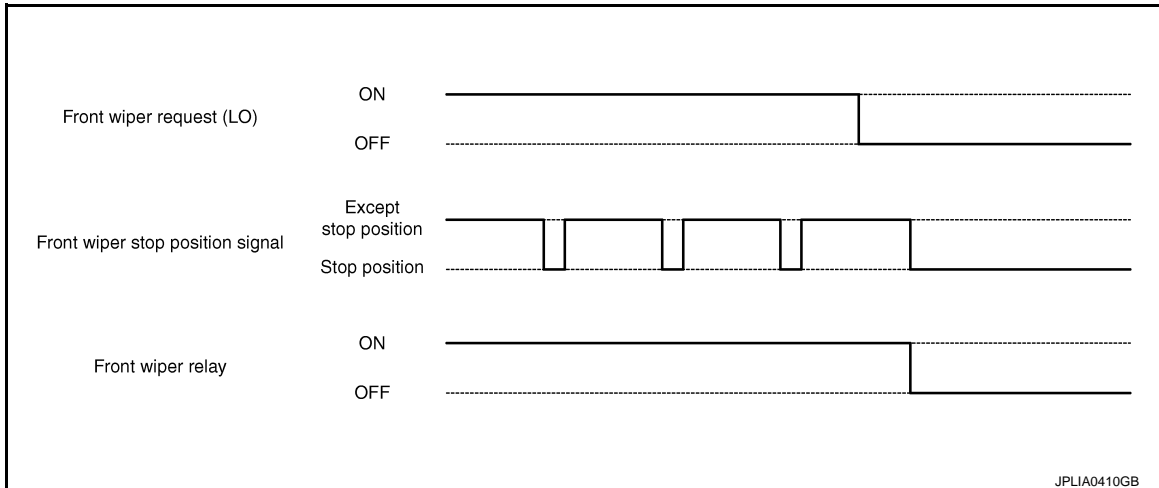 ON
Front wiper request (LO)
OFF
Except
stop position
Front wiper stop position signal
Stop position
ON
Front wiper relay
OFF
JPLIA0410GB